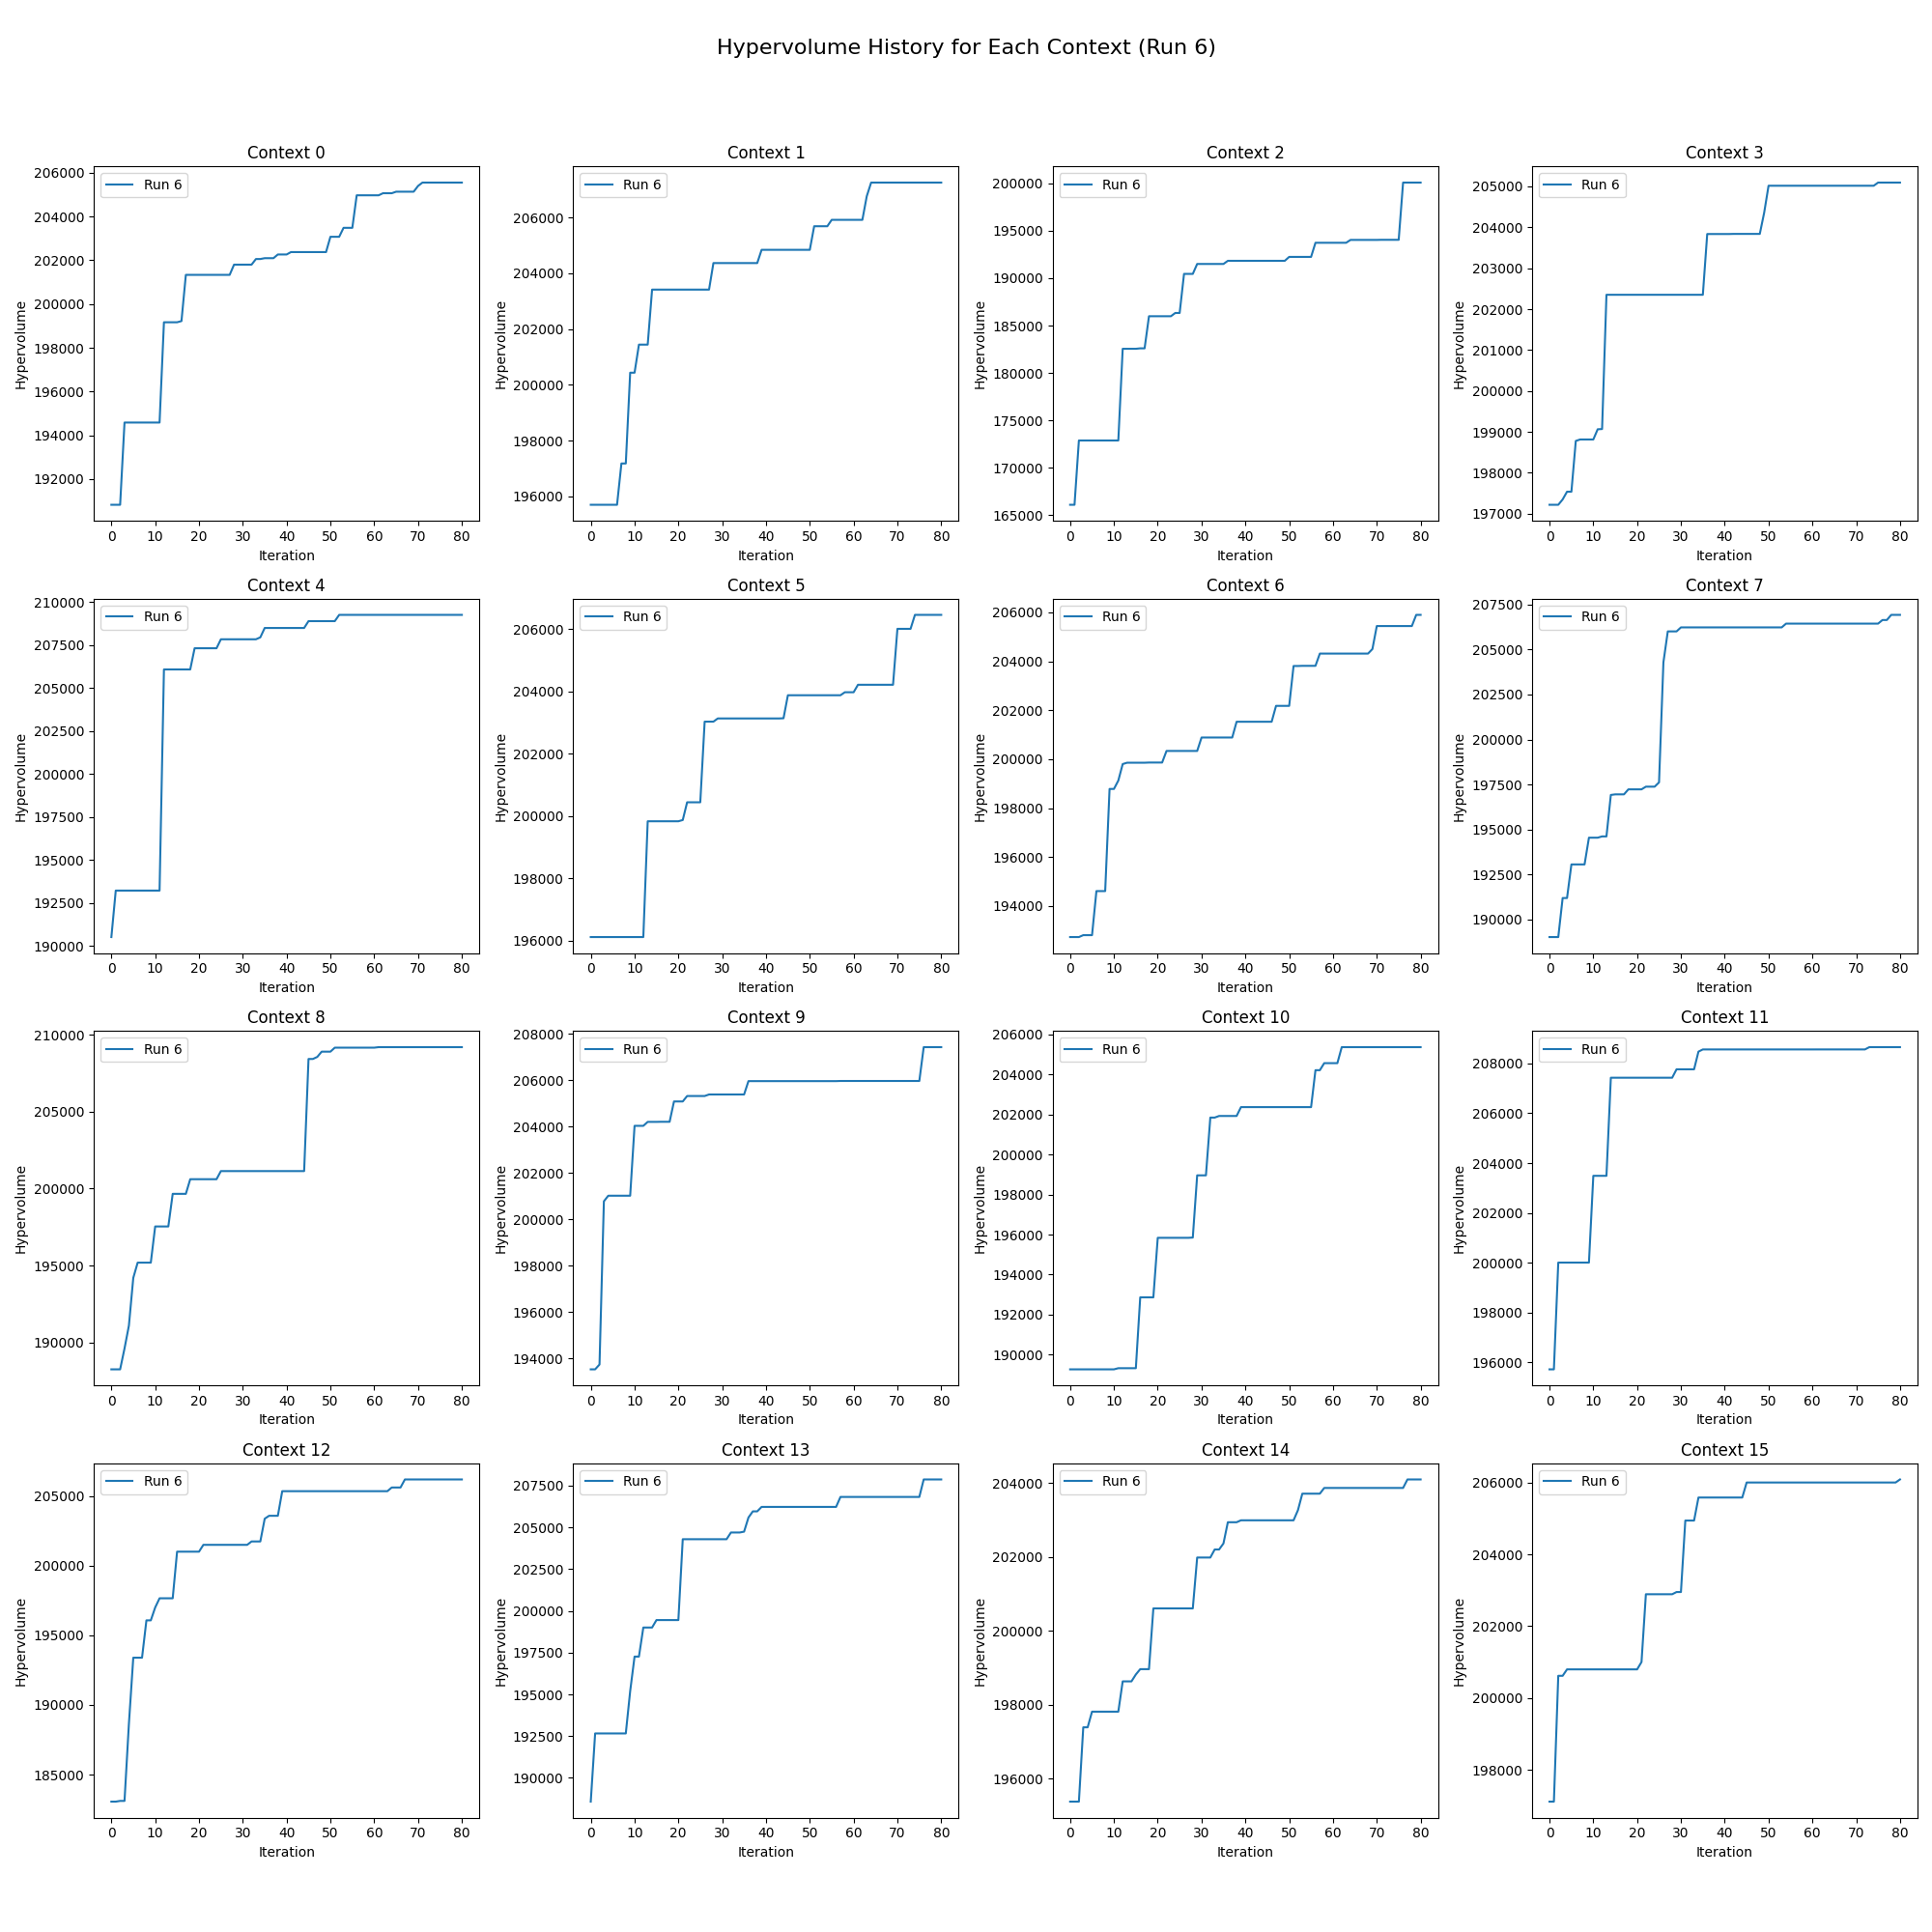 Hypervolume History for Each Context (Run 6)
Context 0
Run 6
206000
204000
202000
200000
198000
196000
194000
192000
Hypervolume
0 10 20 30 40 50 60 70 80
Iteration
Context 1
Run 6
206000
204000
202000
200000
198000
196000
Hypervolume
0 10 20 30 40 50 60 70 80
Iteration
Context 2
Run 6
200000
195000
190000
185000
180000
175000
170000
165000
Hypervolume
0 10 20 30 40 50 60 70 80
Iteration
Context 3
Run 6
205000
204000
203000
202000
201000
200000
199000
198000
197000
Hypervolume
0 10 20 30 40 50 60 70 80
Iteration
Context 4
Run 6
210000
207500
205000
202500
200000
197500
195000
192500
190000
Hypervolume
0 10 20 30 40 50 60 70 80
Iteration
Context 5
Run 6
206000
204000
202000
200000
198000
196000
Hypervolume
0 10 20 30 40 50 60 70 80
Iteration
Context 6
Run 6
206000
204000
202000
200000
198000
196000
194000
Hypervolume
0 10 20 30 40 50 60 70 80
Iteration
Context 7
Run 6
207500
205000
202500
200000
197500
195000
192500
190000
Hypervolume
0 10 20 30 40 50 60 70 80
Iteration
Context 8
Run 6
210000
205000
200000
195000
190000
Hypervolume
0 10 20 30 40 50 60 70 80
Iteration
Context 9
Run 6
208000
206000
204000
202000
200000
198000
196000
194000
Hypervolume
0 10 20 30 40 50 60 70 80
Iteration
Context 10
Run 6
206000
204000
202000
200000
198000
196000
194000
192000
190000
Hypervolume
0 10 20 30 40 50 60 70 80
Iteration
Context 11
Run 6
208000
206000
204000
202000
200000
198000
196000
Hypervolume
0 10 20 30 40 50 60 70 80
Iteration
Context 12
Run 6
205000
200000
195000
190000
185000
Hypervolume
0 10 20 30 40 50 60 70 80
Iteration
Context 13
Run 6
207500
205000
202500
200000
197500
195000
192500
190000
Hypervolume
0 10 20 30 40 50 60 70 80
Iteration
Context 14
Run 6
204000
202000
200000
198000
196000
Hypervolume
0 10 20 30 40 50 60 70 80
Iteration
Context 15
Run 6
206000
204000
202000
200000
198000
Hypervolume
0 10 20 30 40 50 60 70 80
Iteration